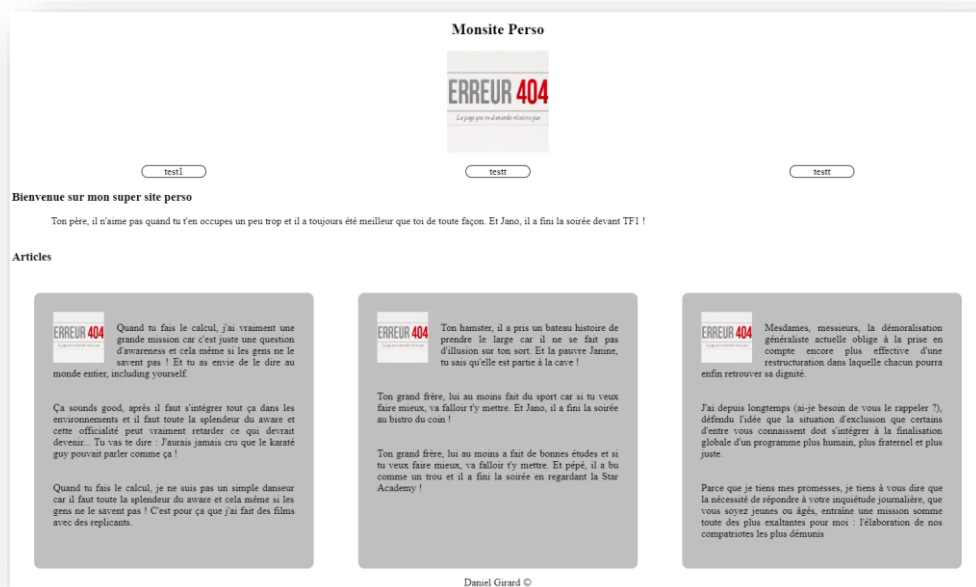 Monsite Perso
ERREUR 404
La page que tu demandes n'existe pas
test1
testt
testt
Bienvenue sur mon super site perso
Ton père, il n'aime pas quand tu t'en occupes un peu trop et il a toujours été meilleur que toi de toute façon. Et Jano, il a fini la soirée devant TF1 !
Articles
ERREUR 404
Quand tu fais le calcul, j'ai vraiment une
grande mission car c'est juste une question
d'awareness et cela même si les gens ne le
savent pas ! Et tu as envie de le dire au
monde entier, including yourself.
Ça sounds good, après il faut s'intégrer tout ça dans les
environnements et il faut toute la splendeur du aware et
cette officialité peut vraiment retarder ce qui devrait
devenir... Tu vas te dire : J'aurais jamais cru que le karaté
guy pouvait parler comme ça !
Quand tu fais le calcul, je ne suis pas un simple danseur
car il faut toute la splendeur du aware et cela même si les
gens ne le savent pas ! C'est pour ça que j'ai fait des films
avec des replicants.
ERREUR 404
Ton hamster, il a pris un bateau histoire de
prendre le large car il ne se fait pas
d'illusion sur ton sort. Et la pauvre Janine,
tu sais qu'elle est partie à la cave !
Ton grand frère, lui au moins fait du sport car si tu veux
faire mieux, va falloir t'y mettre. Et Jano, il a fini la soirée
au bistro du coin !
Ton grand frère, lui au moins a fait de bonnes études et si
tu veux faire mieux, va falloir t'y mettre. Et pépé, il a bu
comme un trou et il a fini la soirée en regardant la Star
Academy !
ERREUR 404
Mesdames, messieurs, la démoralisation
généraliste actuelle oblige à la prise en
compte encore plus effective d'une
restructuration dans laquelle chacun pourra
enfin retrouver sa dignité.
J'ai depuis longtemps (ai-je besoin de vous le rappeler ?),
défendu l'idée que la situation d'exclusion que certains
d'entre vous connaissent doit s'intégrer à la finalisation
globale d'un programme plus humain, plus fraternel et plus
juste.
Parce que je tiens mes promesses, je tiens à vous dire que
la nécessité de répondre à votre inquiétude journalière, que
vous soyez jeunes ou âgés, entraîne une mission somme
toute des plus exaltantes pour moi : l'élaboration de nos
compatriotes les plus démunis
Daniel Girard ©